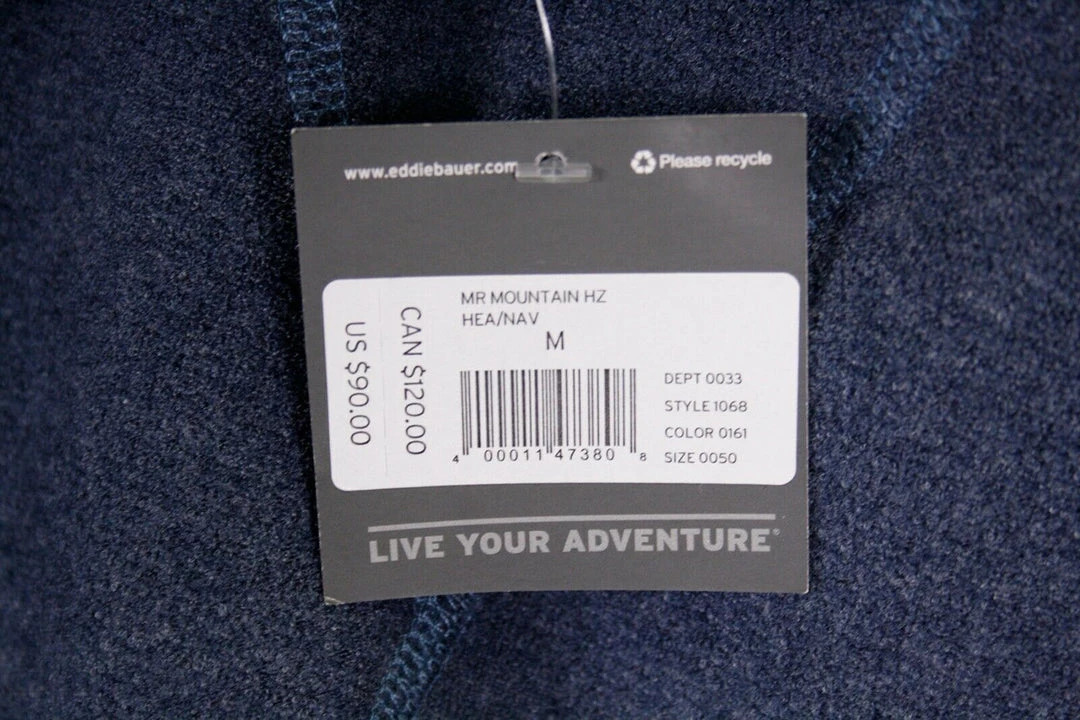 www.eddiebauer.com
Please recycle
MR MOUNTAIN HZ
HEA/NAV
M
US $90.00
CAN $120.00
4 00011 47380 8
DEPT 0033
STYLE 1068
COLOR 0161
SIZE 0050
LIVE YOUR ADVENTURE®